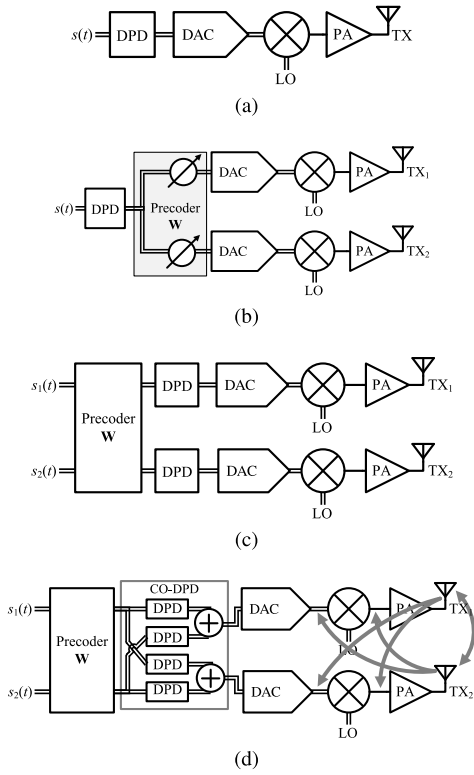 s(t) DPD DAC PA TX
LO
(a)
DAC PA TX₁
LO
s(t) DPD Precoder
W
DAC PA TX₂
LO
(b)
s₁(t) DPD DAC PA TX₁
LO
Precoder
W
s₂(t) DPD DAC PA TX₂
LO
(c)
CO-DPD
s₁(t) DPD DAC PA TX₁
DPD
LO
Precoder
W
DPD
s₂(t) DPD DAC PA TX₂
LO
(d)